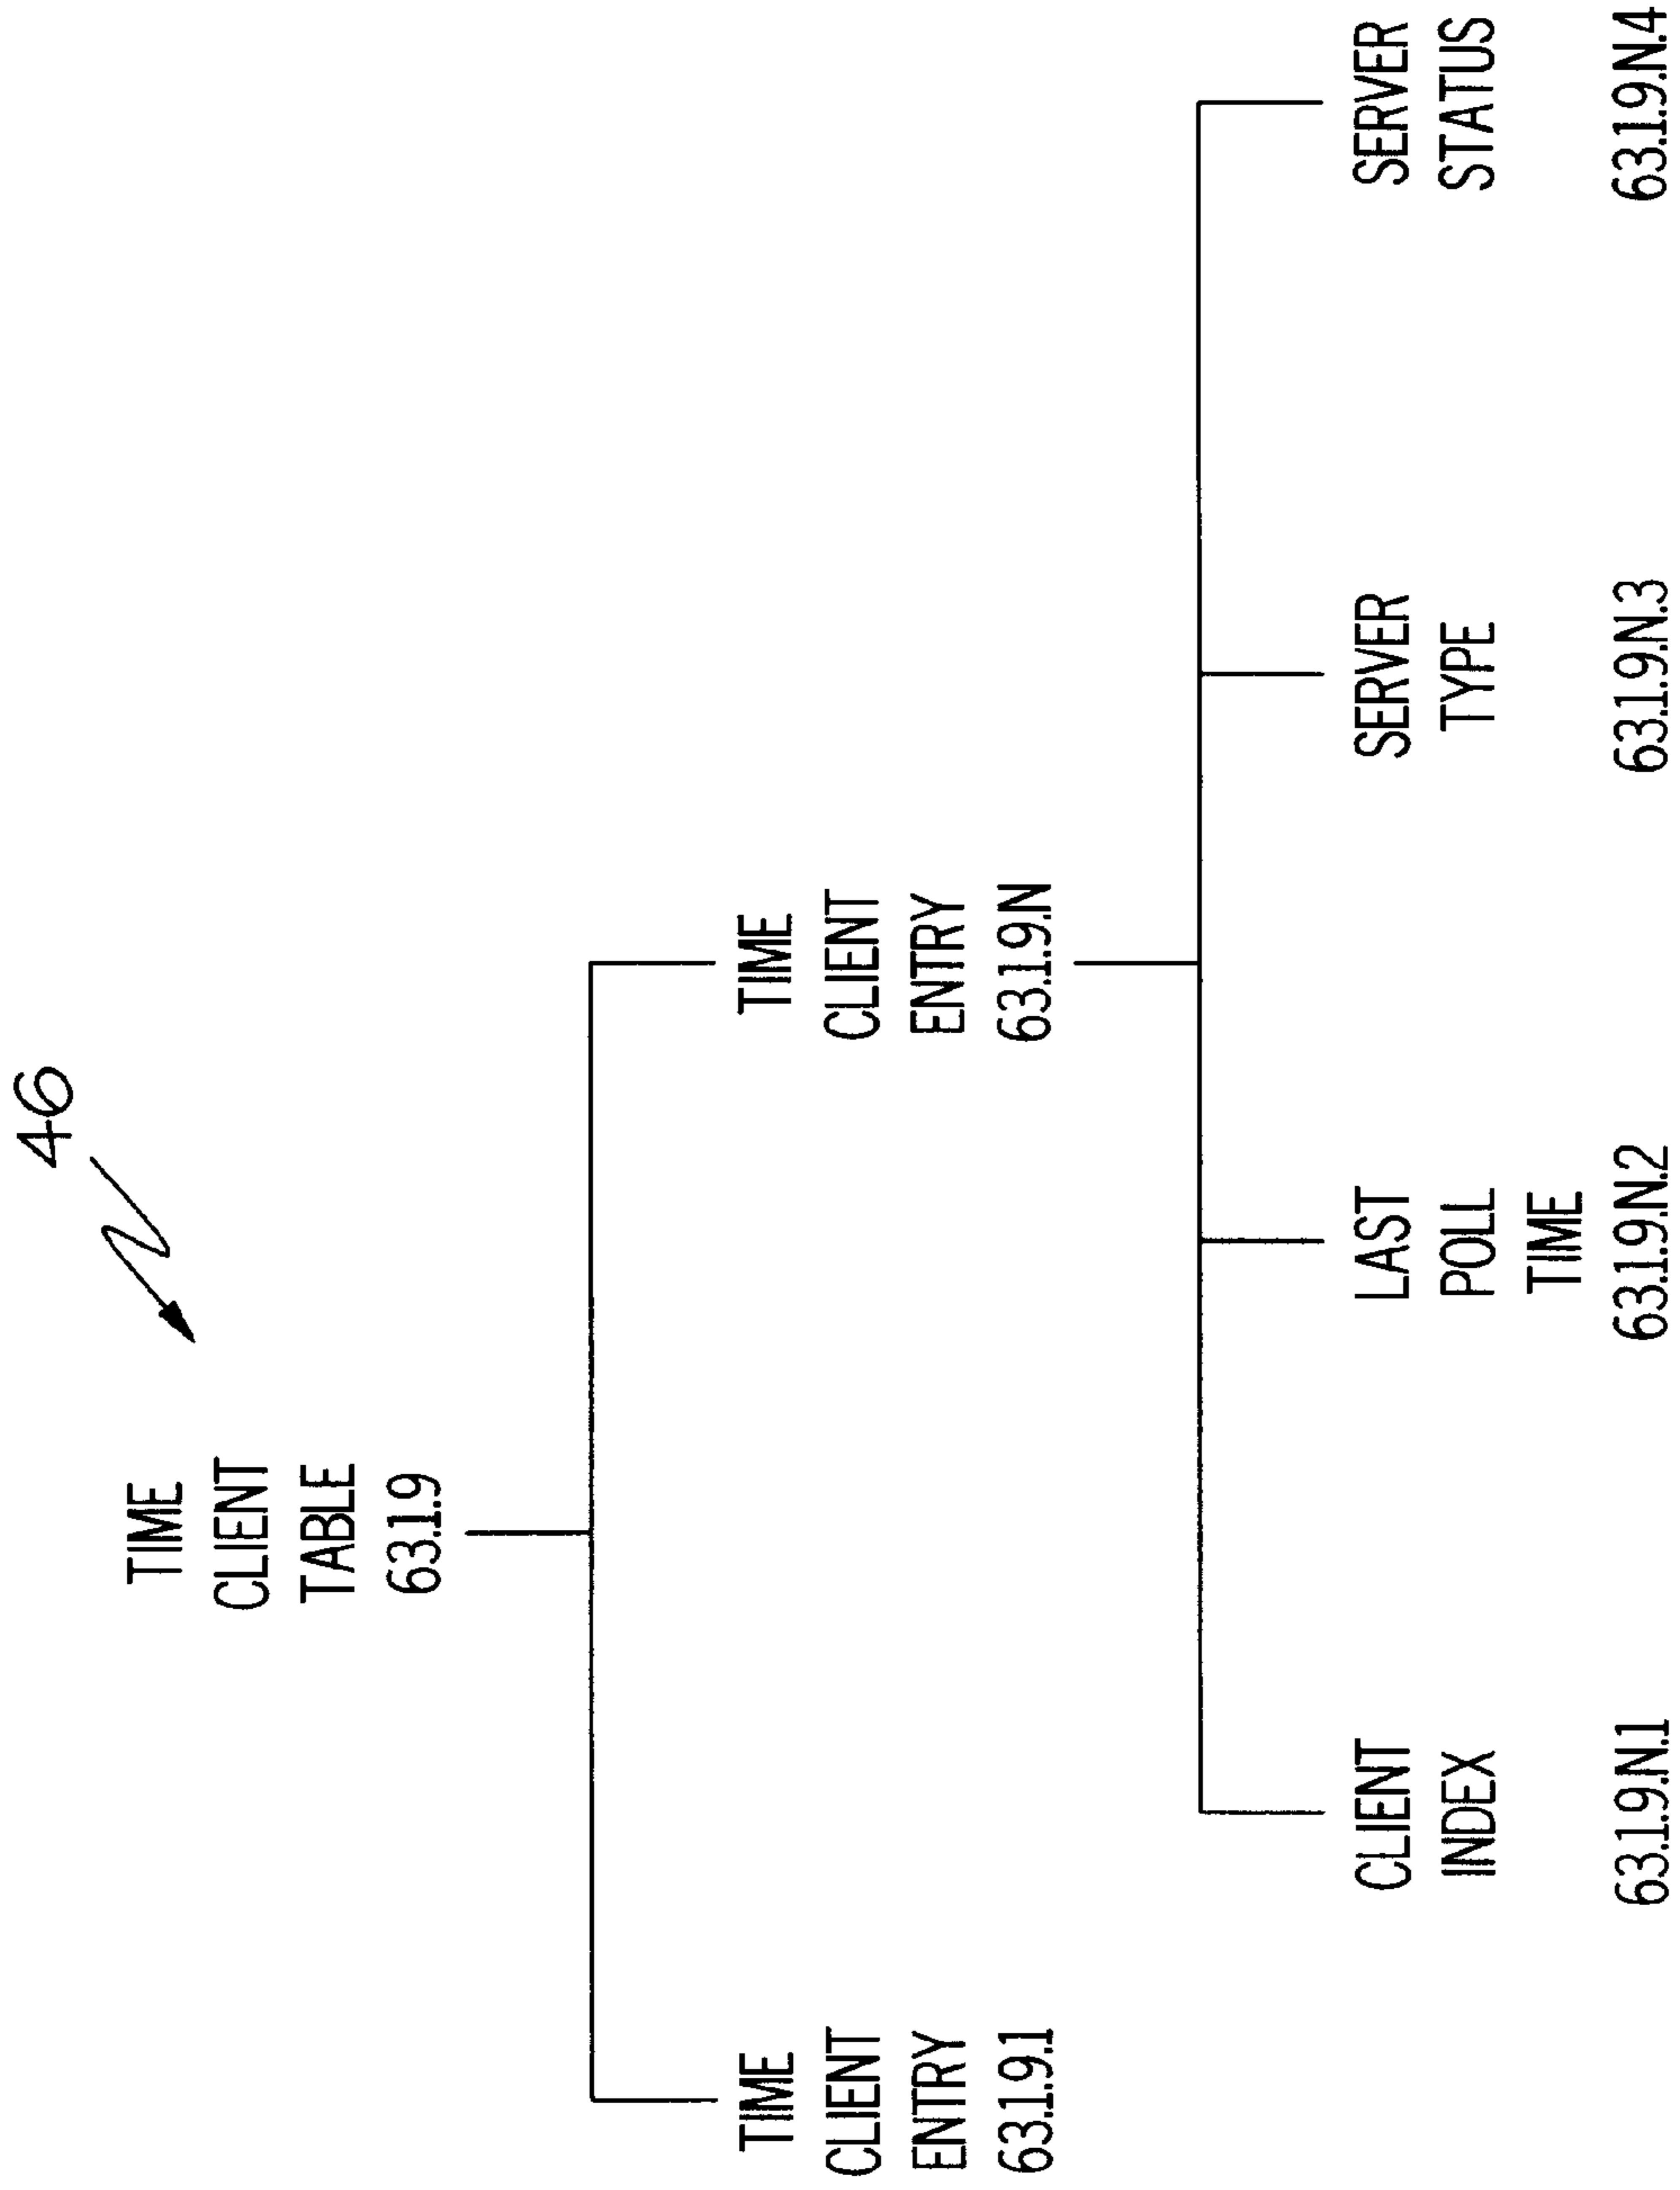 46
TIME
CLIENT
TABLE
63.1.9
TIME
CLIENT
ENTRY
63.1.9.1
TIME
CLIENT
ENTRY
63.1.9.N
CLIENT
INDEX
63.1.9.N.1
LAST
POLL
TIME
63.1.9.N.2
SERVER
TYPE
63.1.9.N.3
SERVER
STATUS
63.1.9.N.4